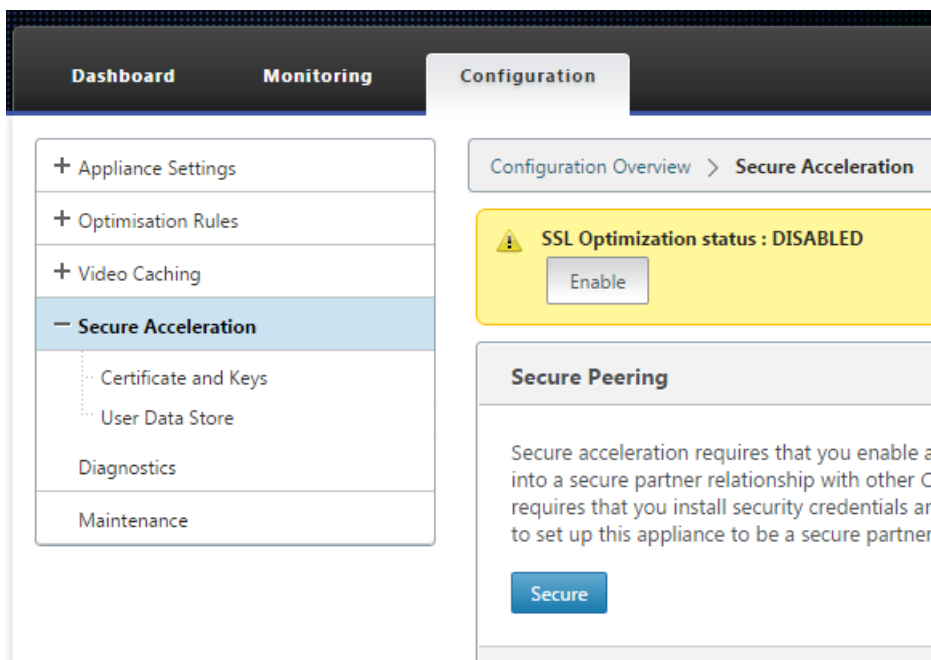 Dashboard Monitoring Configuration
+ Appliance Settings
+ Optimisation Rules
+ Video Caching
− Secure Acceleration
Certificate and Keys
User Data Store
Diagnostics
Maintenance
Configuration Overview > Secure Acceleration
SSL Optimization status : DISABLED
Enable
Secure Peering
Secure acceleration requires that you enable
into a secure partner relationship with other
requires that you install security credentials
to set up this appliance to be a secure partner
Secure